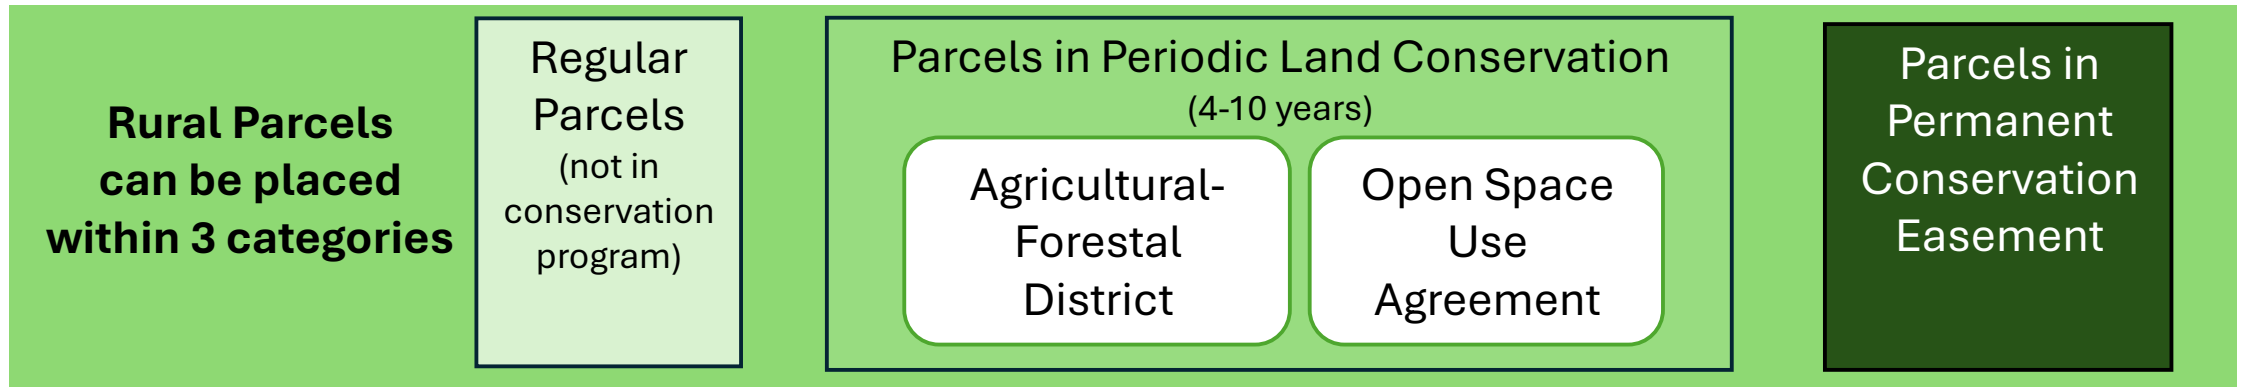 Rural Parcels
can be placed
within 3 categories
Regular
Parcels
(not in
conservation
program)
Parcels in Periodic Land Conservation
(4-10 years)
Agricultural-
Forestal
District
Open Space
Use
Agreement
Parcels in
Permanent
Conservation
Easement